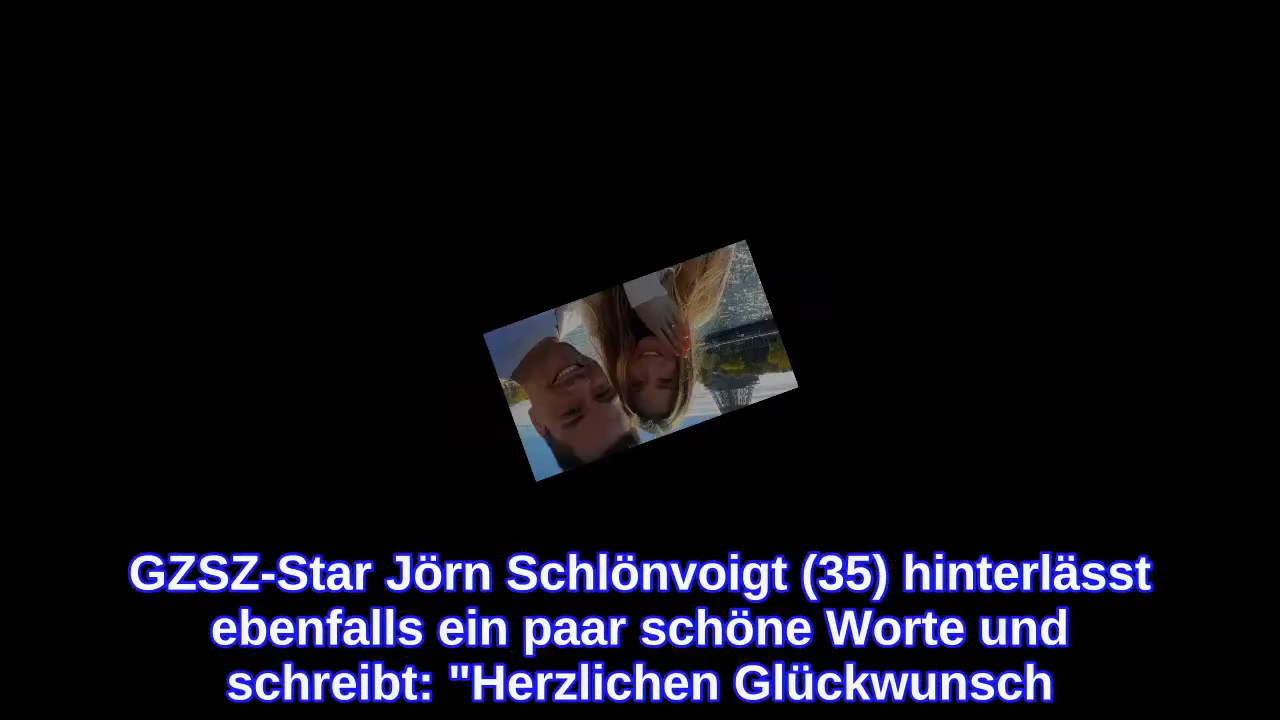 GZSZ-Star Jörn Schlönvoigt (35) hinterlässt
ebenfalls ein paar schöne Worte und
schreibt: "Herzlichen Glückwunsch